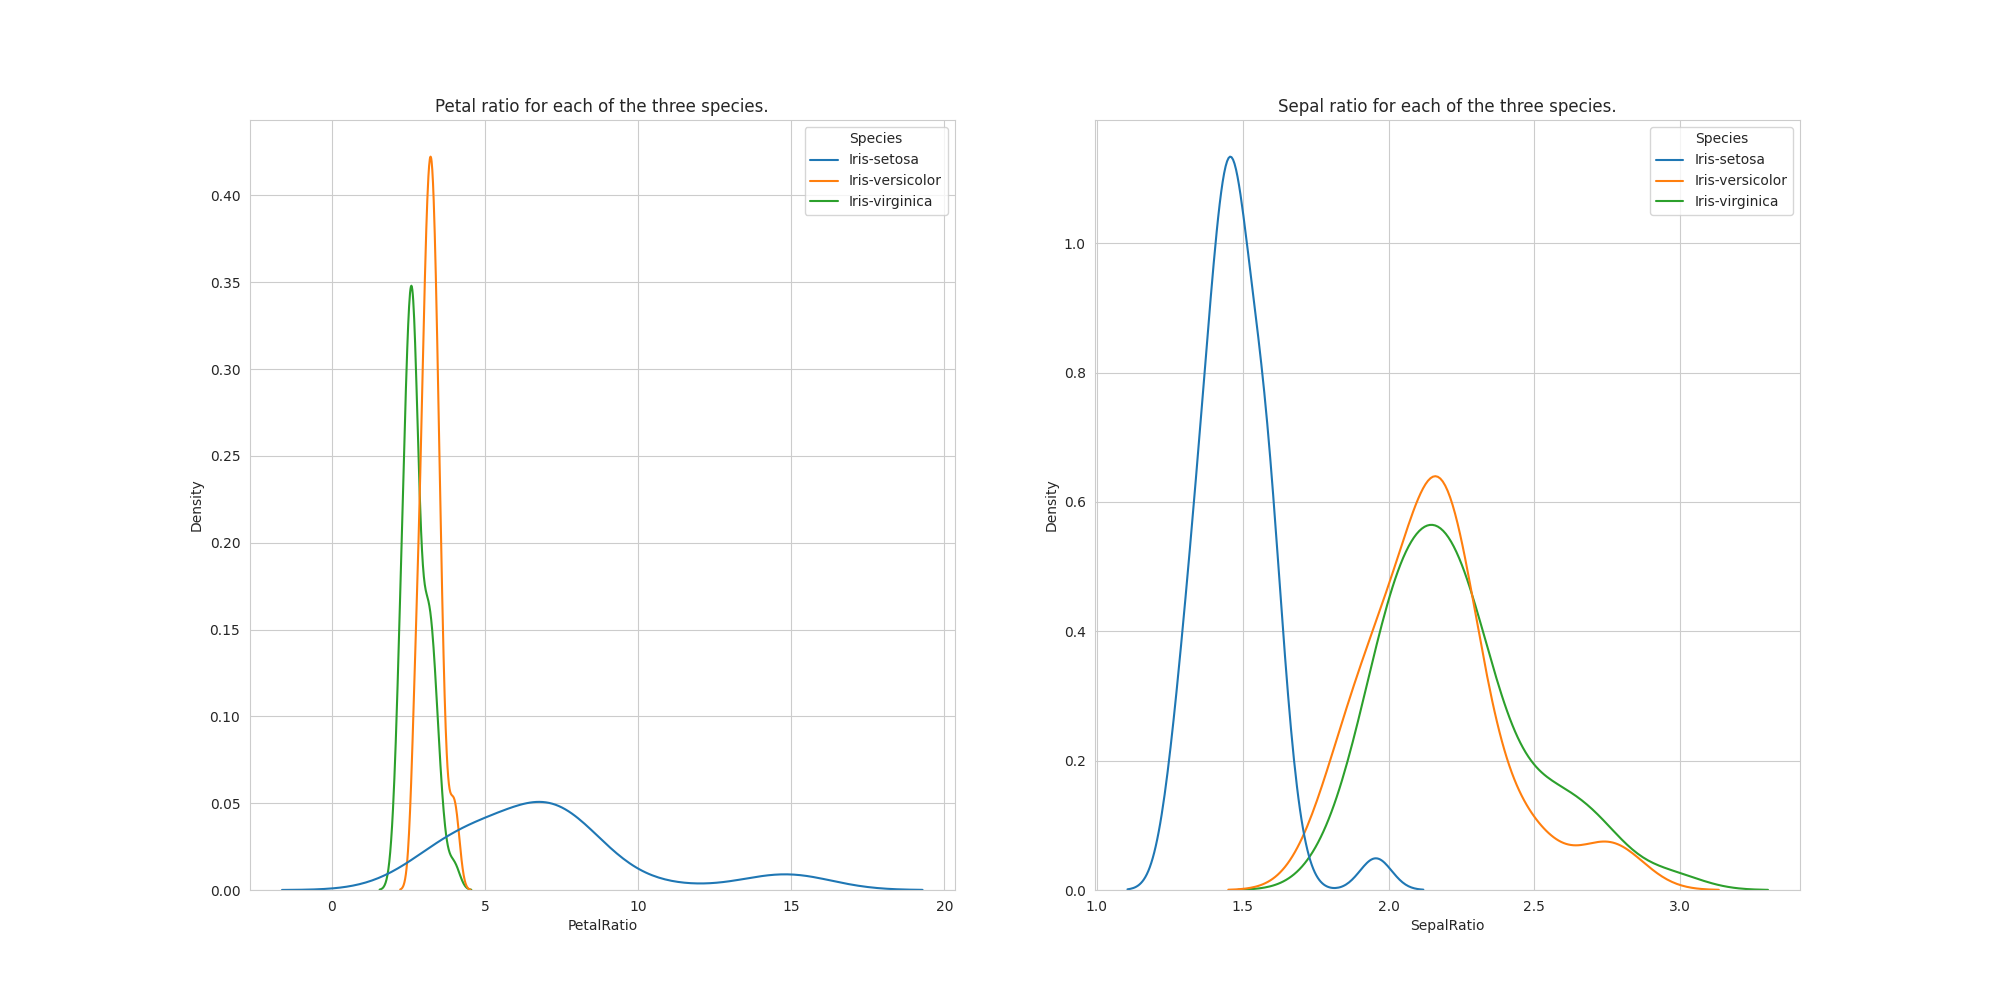 Petal ratio for each of the three species.
Species
Iris-setosa
Iris-versicolor
Iris-virginica
0.40
0.35
0.30
0.25
0.20
0.15
0.10
0.05
0.00
Density
0 5 10 15 20
PetalRatio
Sepal ratio for each of the three species.
Species
Iris-setosa
Iris-versicolor
Iris-virginica
1.0
0.8
0.6
0.4
0.2
0.0
Density
1.0 1.5 2.0 2.5 3.0
SepalRatio